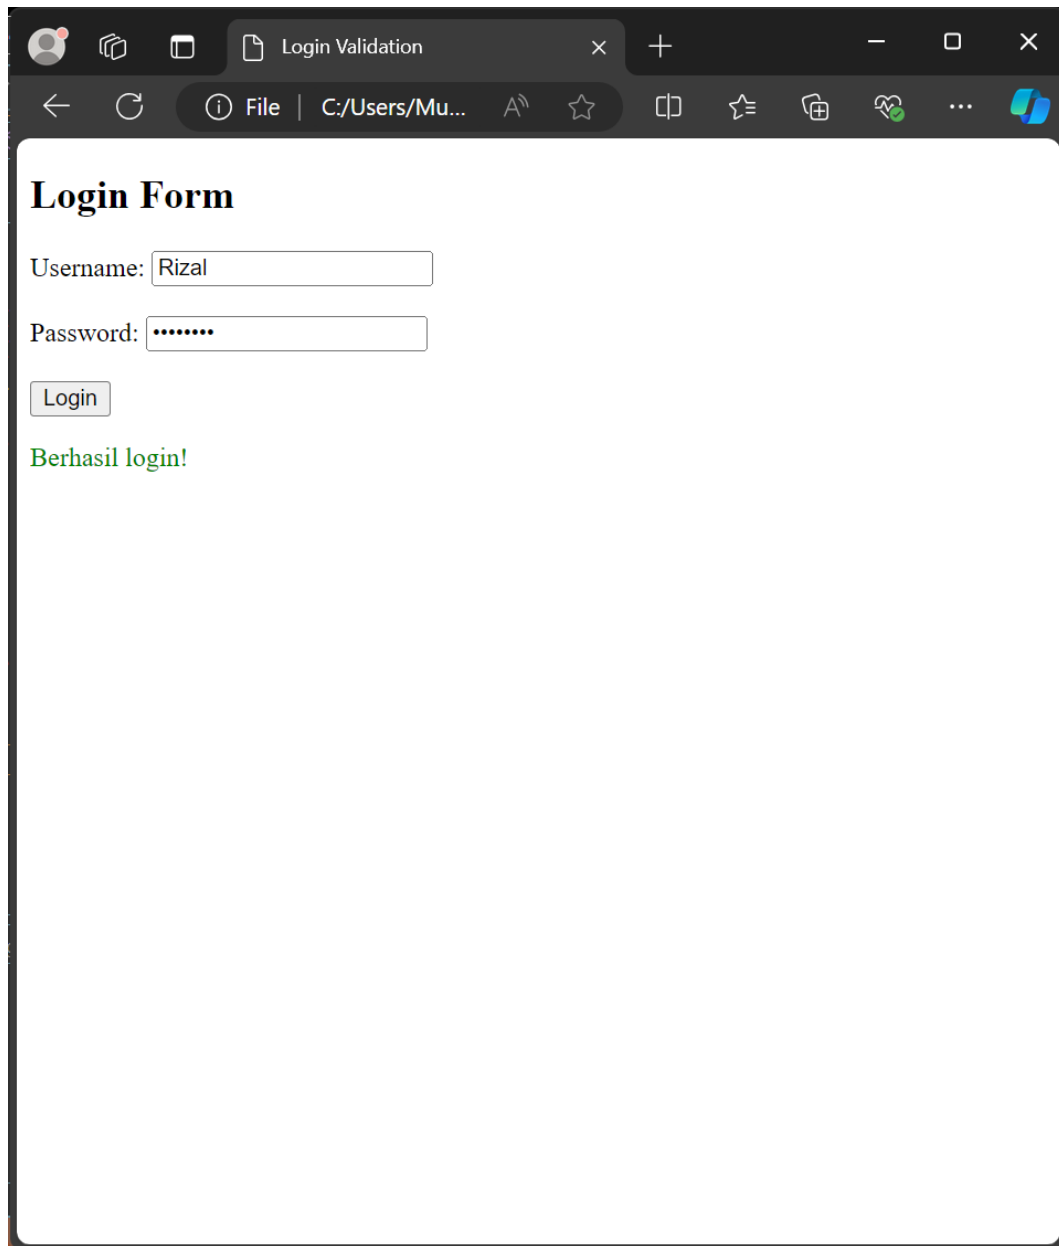 Login Validation
File | C:/Users/Mu...
Login Form
Username: Rizal
Password: ••••••••
Login
Berhasil login!